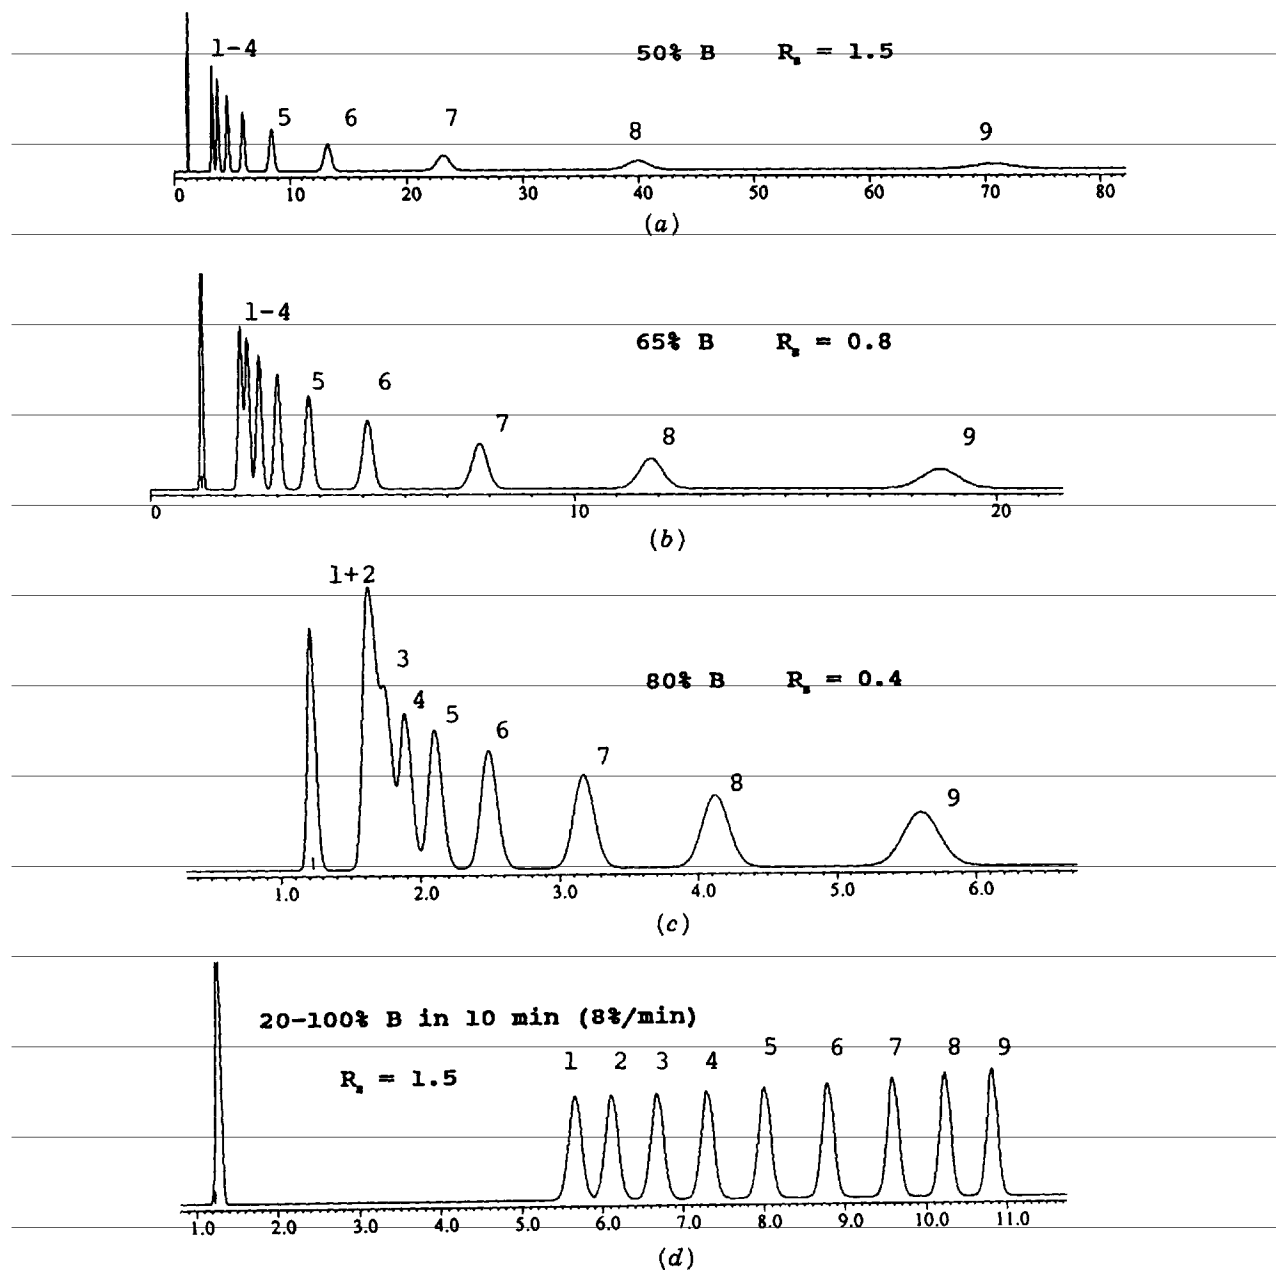 1-4 50% B Rs = 1.5
5 6 7 8 9
0 10 20 30 40 50 60 70 80
(a)
1-4
65% B Rs = 0.8
5 6 7 8 9
0 10 20
(b)
1+2
3
80% B Rs = 0.4
4 5 6 7 8 9
1.0 2.0 3.0 4.0 5.0 6.0
(c)
20-100% B in 10 min (8%/min)
1 2 3 4 5 6 7 8 9
Rs = 1.5
1.0 2.0 3.0 4.0 5.0 6.0 7.0 8.0 9.0 10.0 11.0
(d)